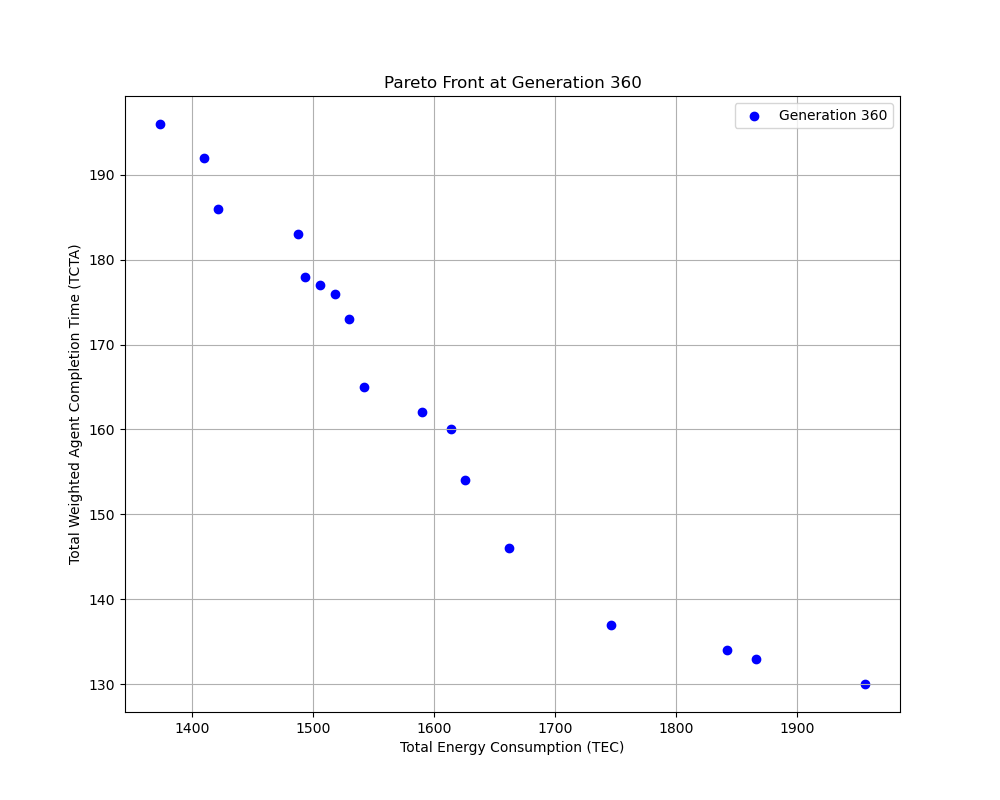 Pareto Front at Generation 360
Generation 360
190
180
170
160
150
140
130
Total Weighted Agent Completion Time (TCTA)
1400 1500 1600 1700 1800 1900
Total Energy Consumption (TEC)